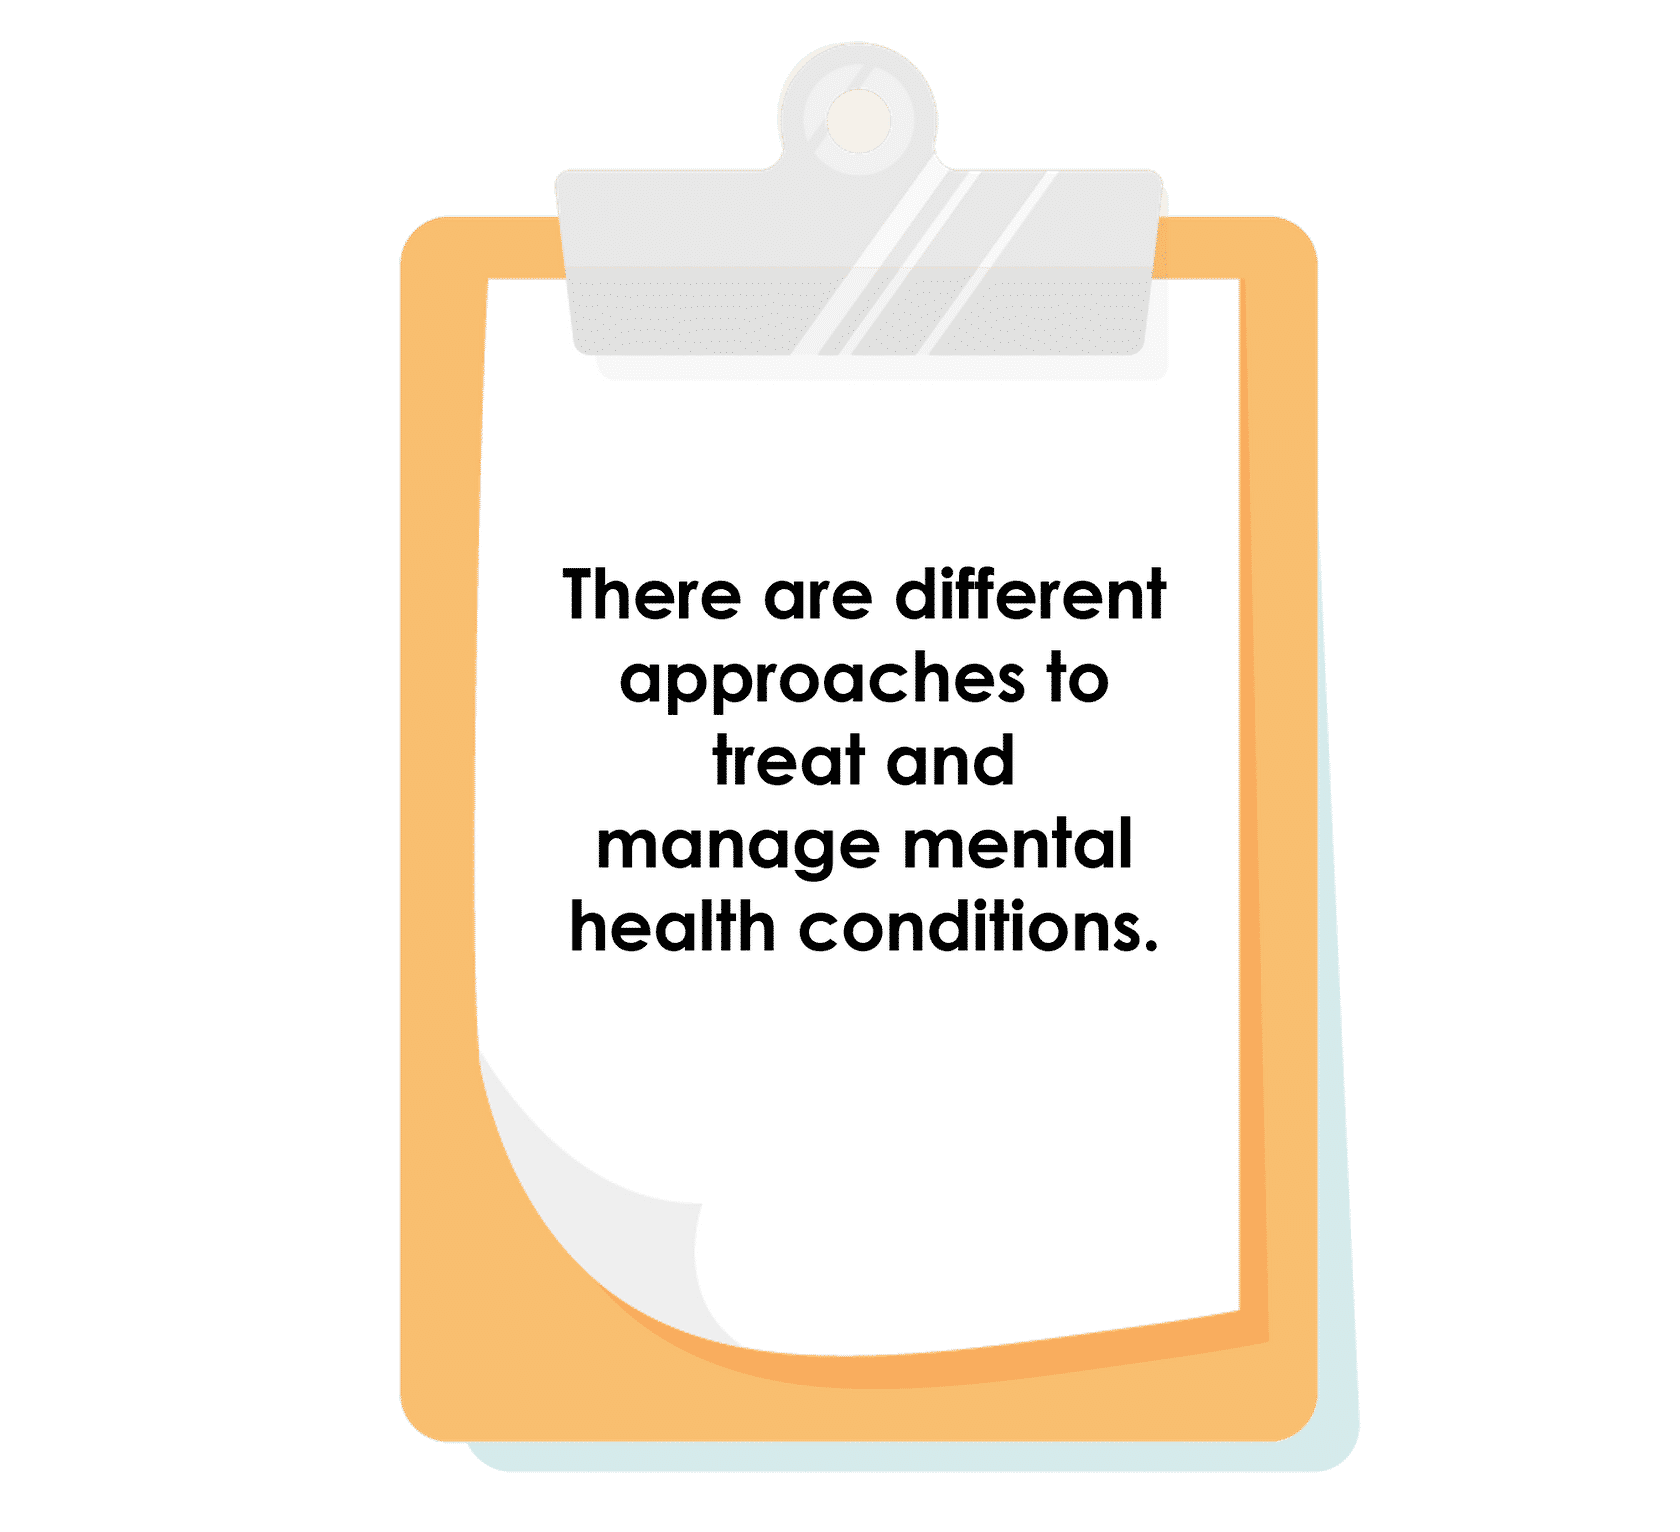 There are different
approaches to
treat and
manage mental
health conditions.